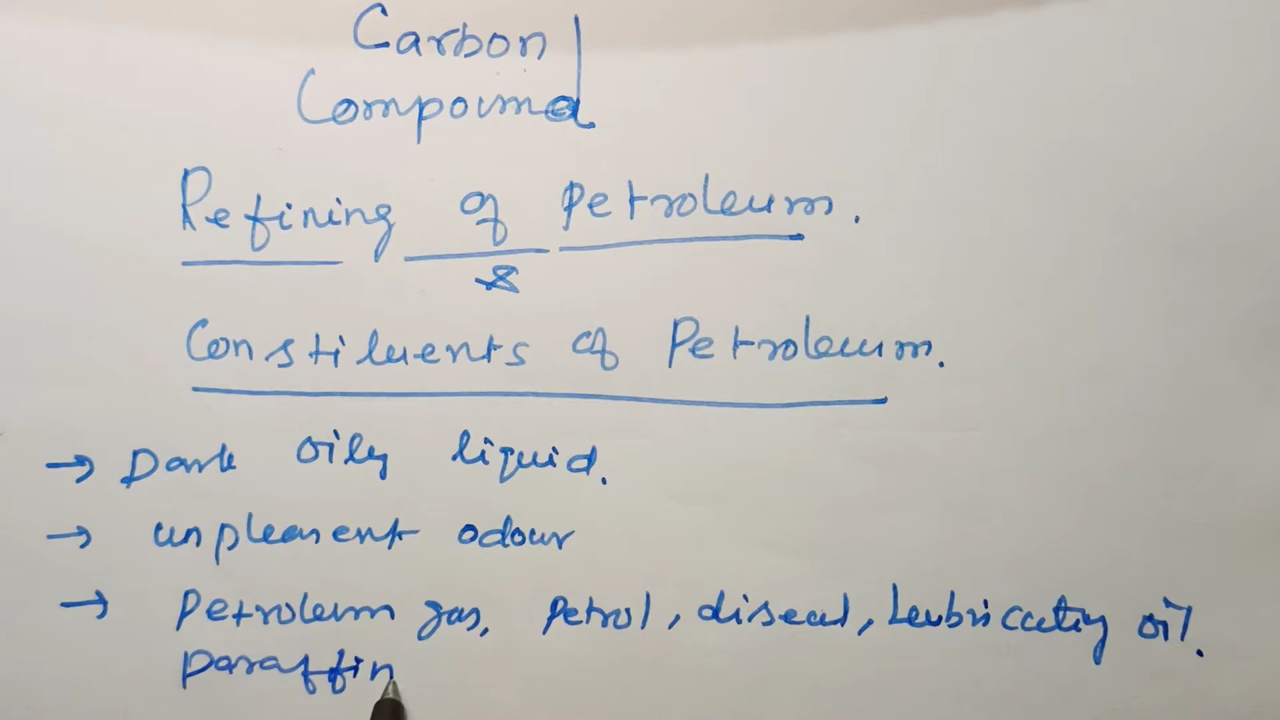 Carbon
Compound
Refining of Petroleum.
&
Constiuents of Petroleum.
→ Dark oily liquid.
→ unpleasent odour
→ Petroleum gas, Petrol, diseal, Lubricating oil.
Paraffin